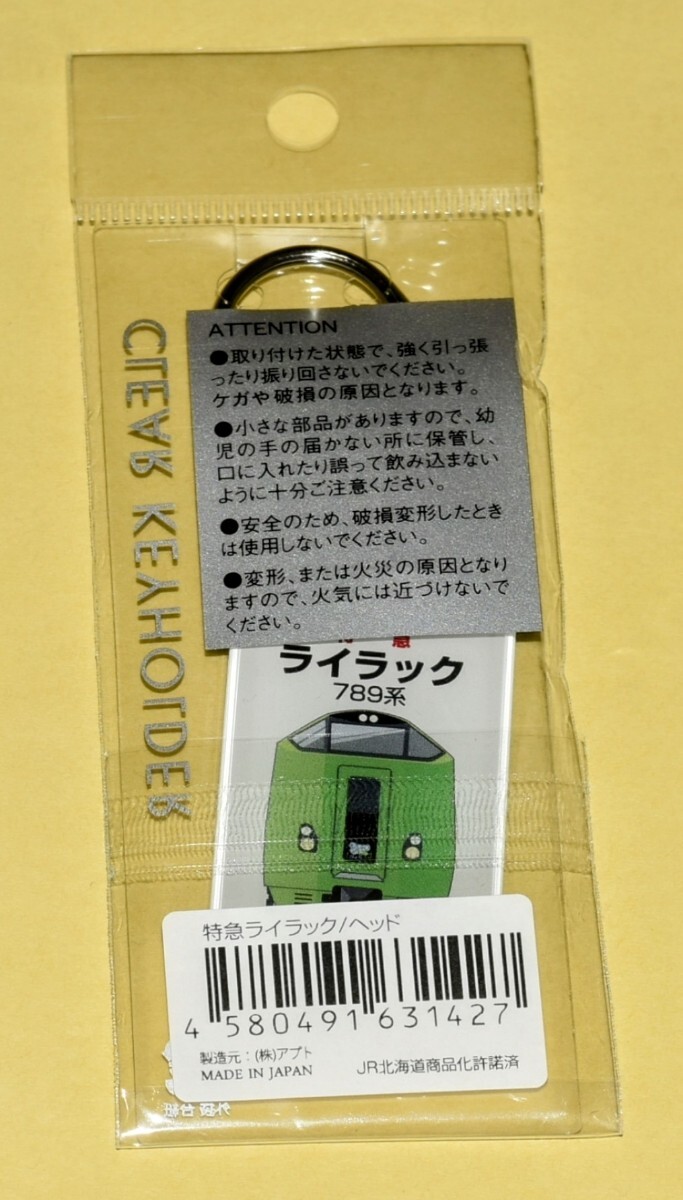 CLEAR KEYHOLDER
ATTENTION
●取り付けた状態で、強く引っ張
ったり振り回さないでください。
ケガや破損の原因となります。
●小さな部品がありますので、幼
児の手の届かない所に保管し、
口に入れたり誤って飲み込まない
ように十分ご注意ください。
●安全のため、破損変形したとき
は使用しないでください。
●変形、または火災の原因となり
ますので、火気には近づけないで
ください。
ライラック
789系
特急ライラック/ヘッド
4 580491 631427
製造元：(株)アプト
MADE IN JAPAN
JR北海道商品化許諾済